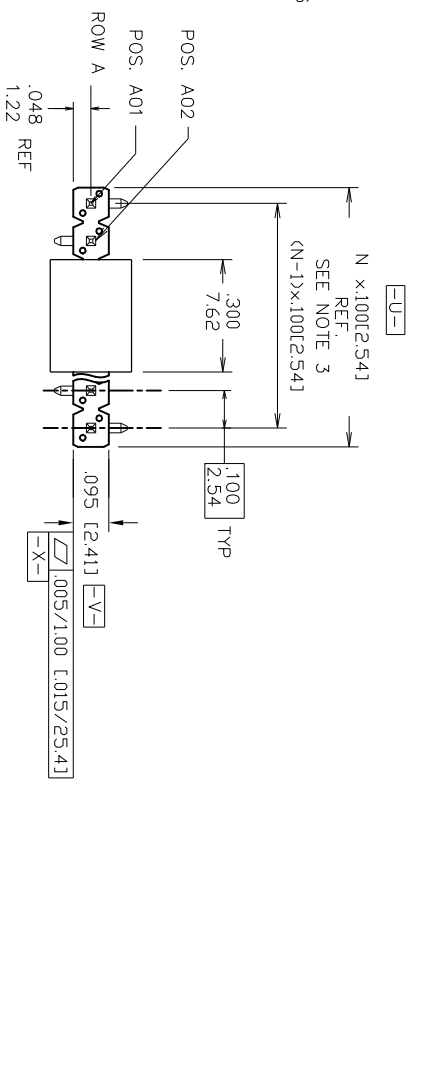 -U-
N x.100[2.54]
REF.
SEE NOTE 3
(N-1)x.100[2.54]
.100
2.54
TYP
.300
7.62
POS. A02
POS. A01
ROW A
.048
1.22
REF
.095 [2.41]
-V-
.005/1.00 [.015/25.4]
-X-